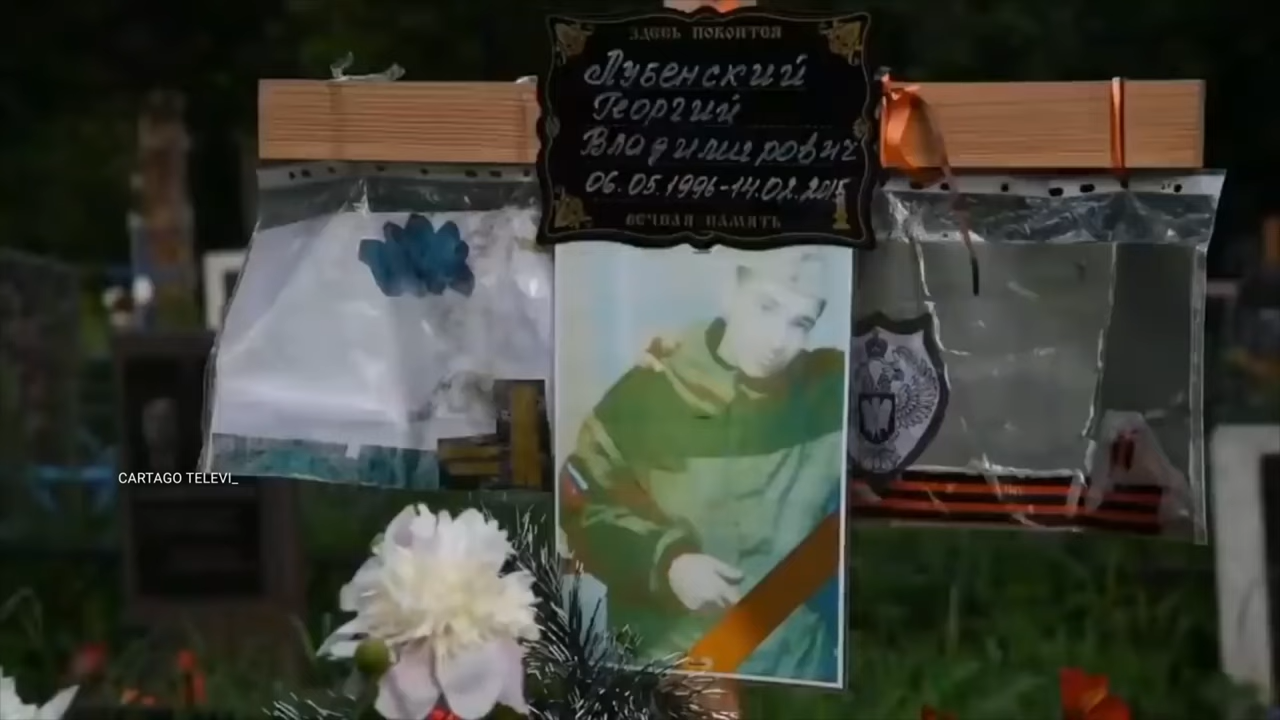 ЗДЕСЬ ПОКОИТСЯ
Лубенский
Георгий
Владимирович
06.05.1996-14.02.2015
ВЕЧНАЯ ПАМЯТЬ
CARTAGO TELEVI_